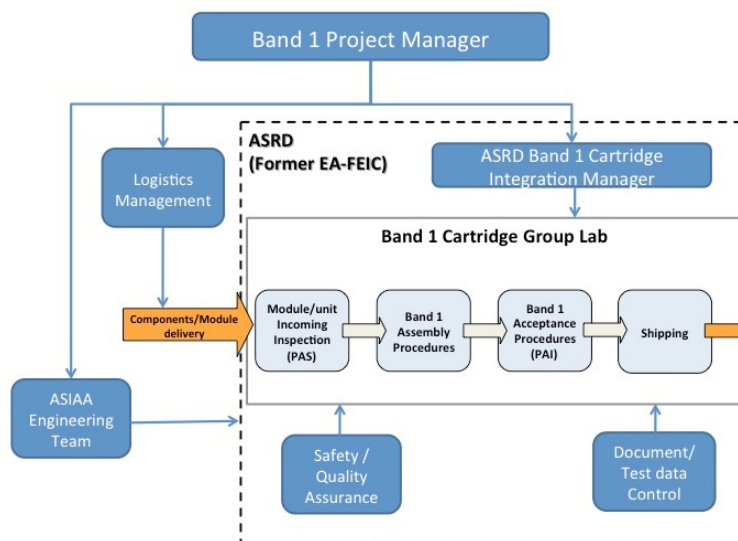 Band 1 Project Manager
ASRD
(Former EA-FEIC)
Logistics
Management
ASRD Band 1 Cartridge
Integration Manager
Band 1 Cartridge Group Lab
Components/Module
delivery
Module/unit
Incoming
Inspection
(PAS)
Band 1
Assembly
Procedures
Band 1
Acceptance
Procedures
(PAI)
Shipping
ASIAA
Engineering
Team
Safety /
Quality
Assurance
Document/
Test data
Control